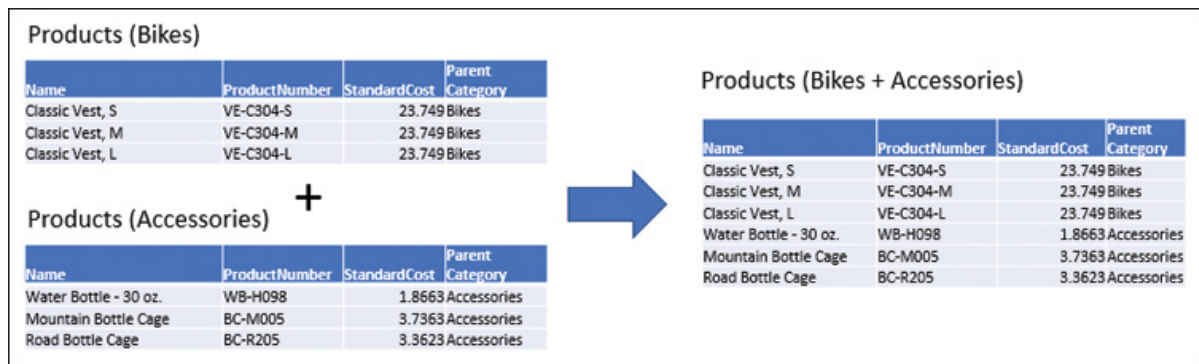 Products (Bikes)
Parent
Name ProductNumber StandardCost Category
Classic Vest, S VE-C304-S 23.749 Bikes
Classic Vest, M VE-C304-M 23.749 Bikes
Classic Vest, L VE-C304-L 23.749 Bikes
+
Products (Accessories)
Parent
Name ProductNumber StandardCost Category
Water Bottle - 30 oz. WB-H098 1.8663 Accessories
Mountain Bottle Cage BC-M005 3.7363 Accessories
Road Bottle Cage BC-R205 3.3623 Accessories
Products (Bikes + Accessories)
Parent
Name ProductNumber StandardCost Category
Classic Vest, S VE-C304-S 23.749 Bikes
Classic Vest, M VE-C304-M 23.749 Bikes
Classic Vest, L VE-C304-L 23.749 Bikes
Water Bottle - 30 oz. WB-H098 1.8663 Accessories
Mountain Bottle Cage BC-M005 3.7363 Accessories
Road Bottle Cage BC-R205 3.3623 Accessories